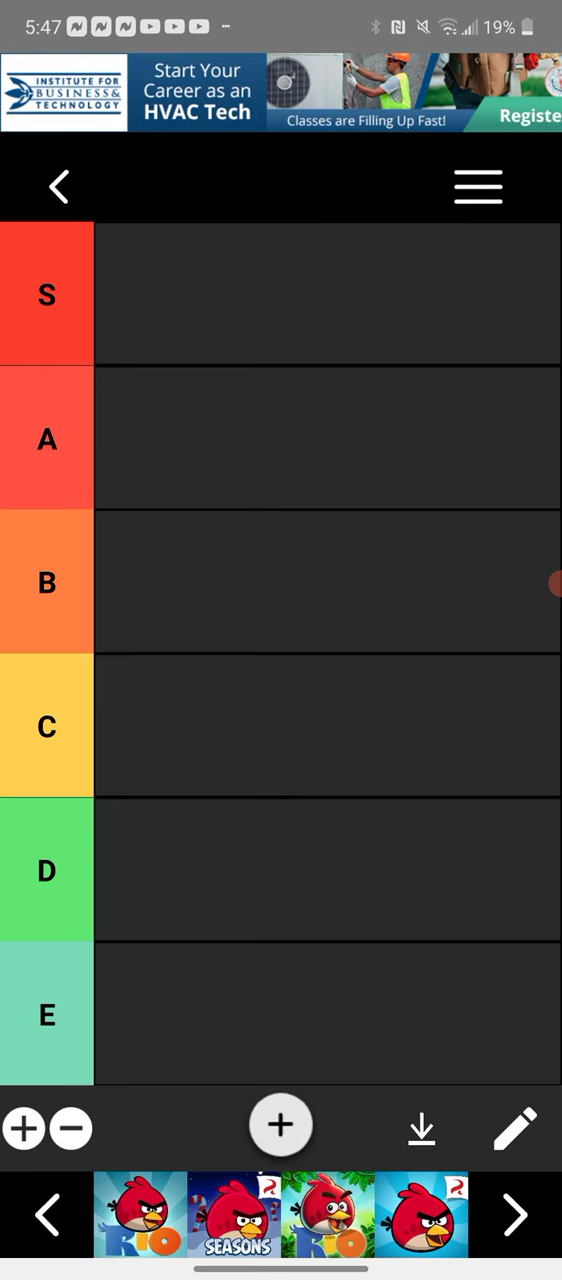 5:47
19%
INSTITUTE FOR
BUSINESS&
TECHNOLOGY
Start Your
Career as an
HVAC Tech
Classes are Filling Up Fast!
Registe
S
A
B
C
D
E
RIO
SEASONS
RIO